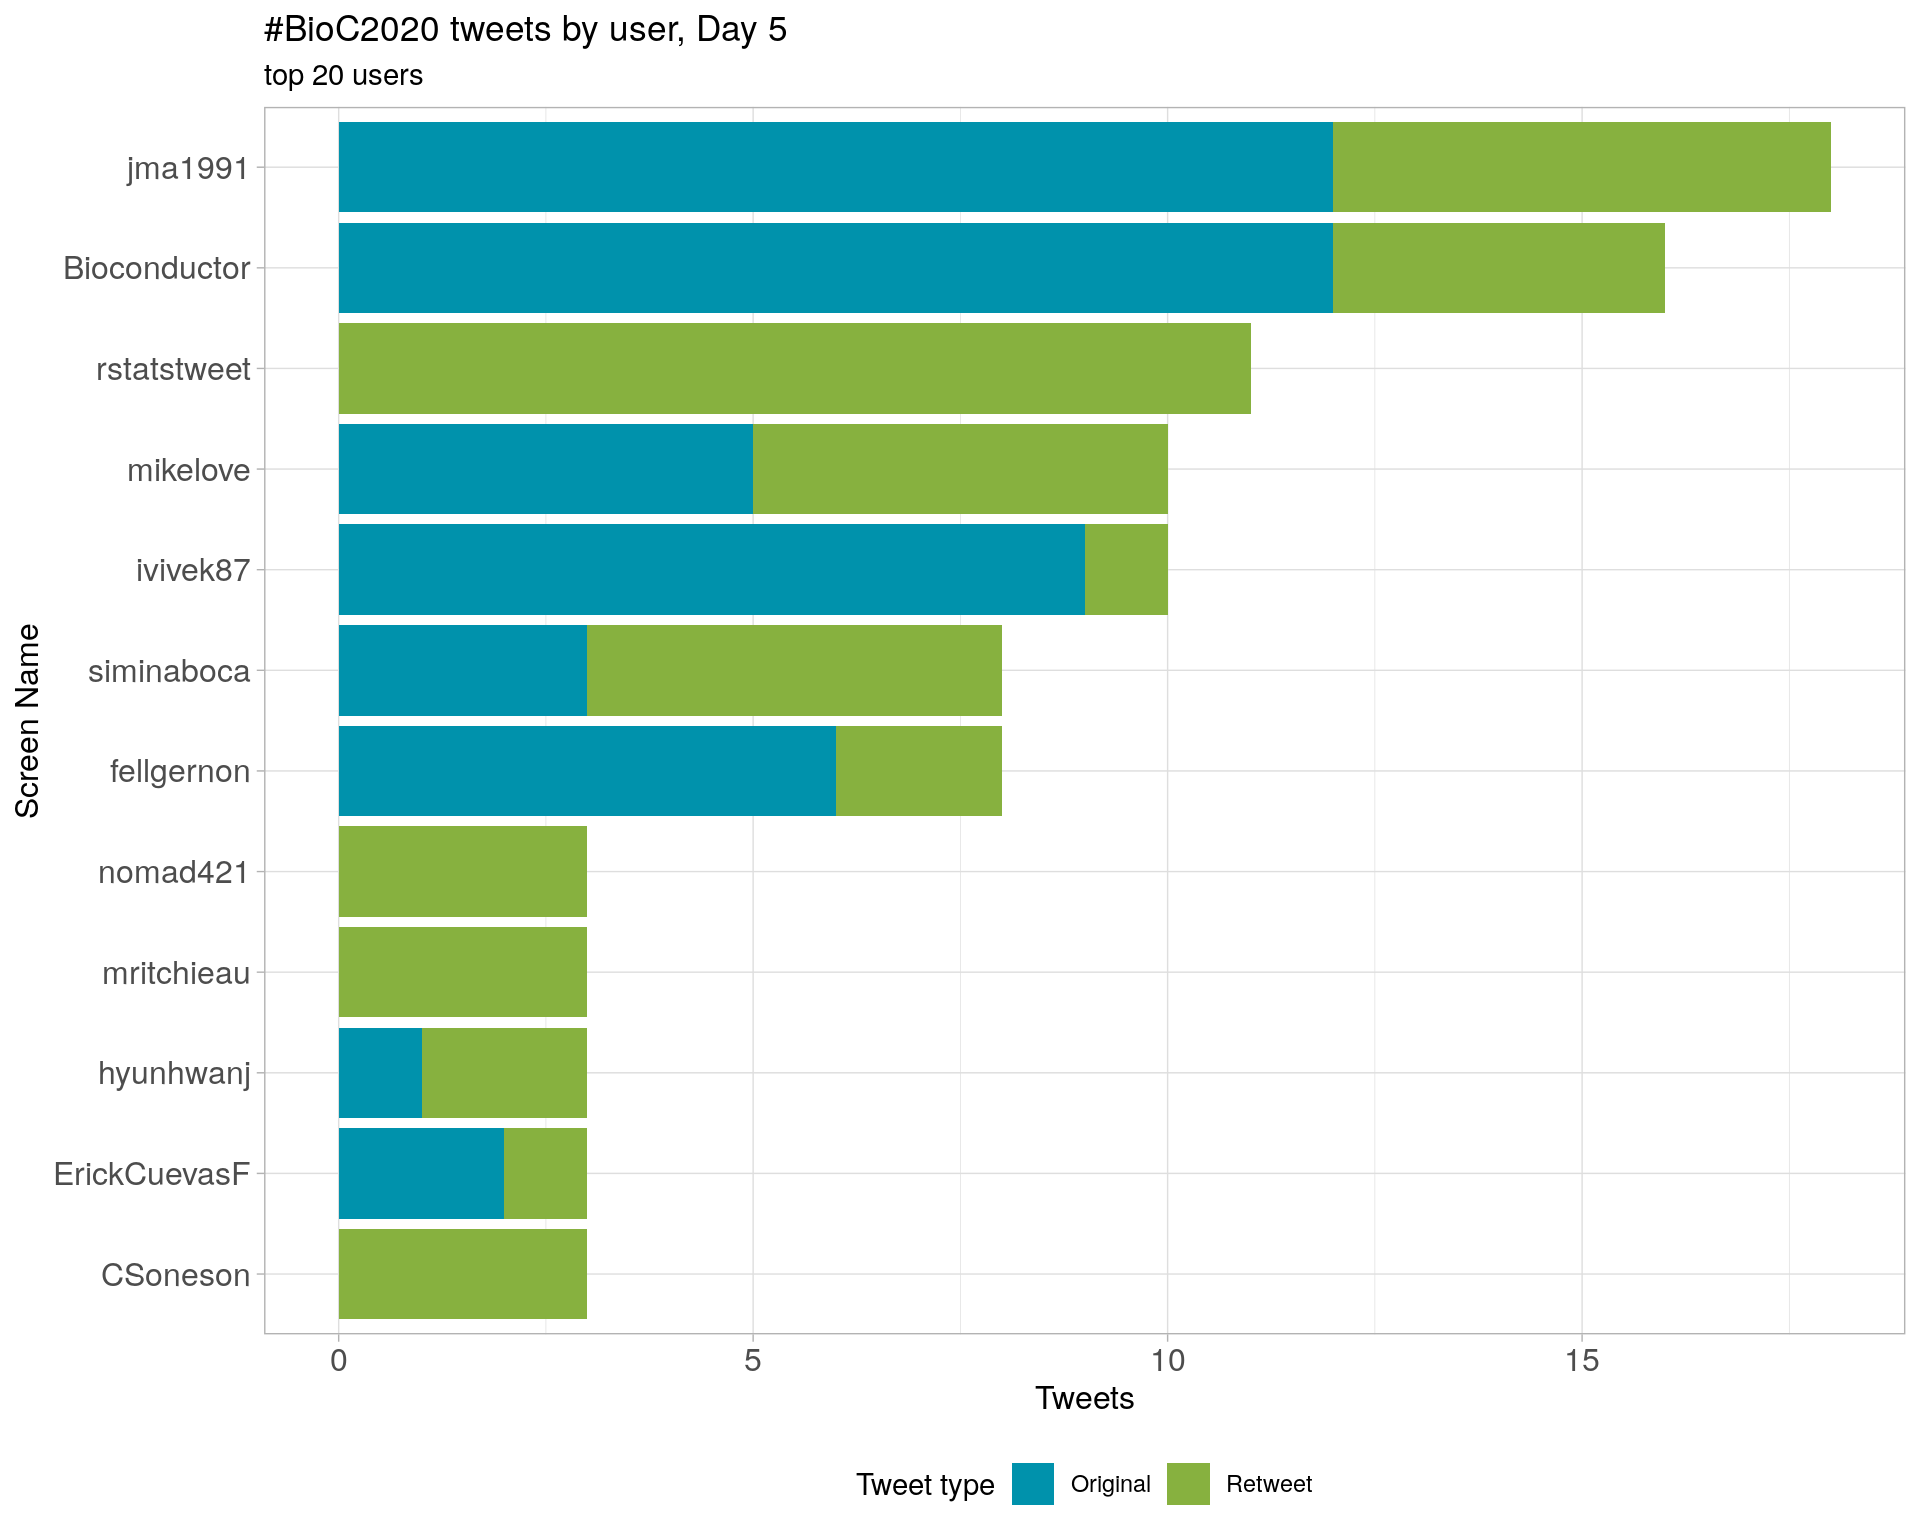 #BioC2020 tweets by user, Day 5
top 20 users
Screen Name
jma1991
Bioconductor
rstatstweet
mikelove
ivivek87
siminaboca
fellgernon
nomad421
mritchieau
hyunhwanj
ErickCuevasF
CSoneson
0 5 10 15
Tweets
Tweet type Original Retweet